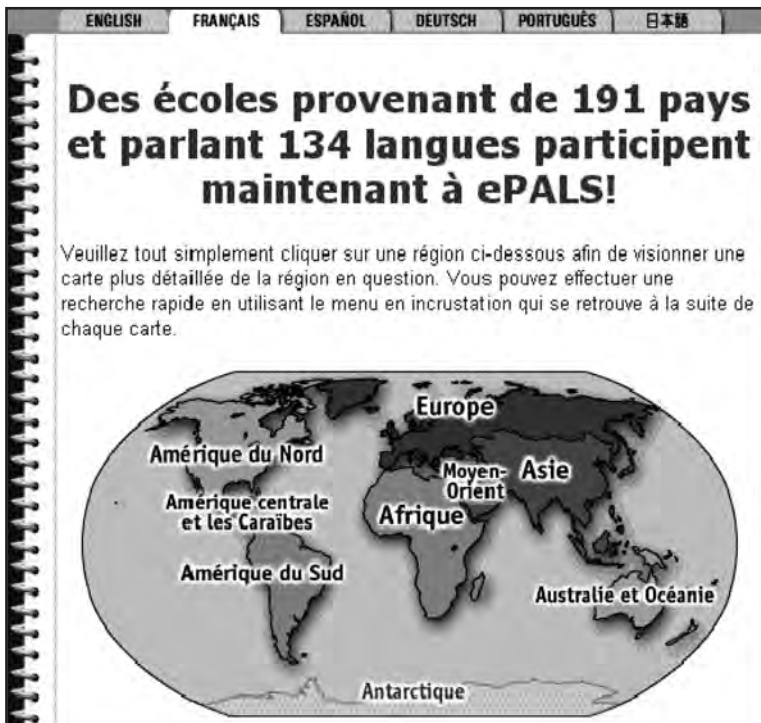 ENGLISH FRANÇAIS ESPAÑOL DEUTSCH PORTUGUÊS 日本語
Des écoles provenant de 191 pays
et parlant 134 langues participent
maintenant à ePALS!
Veuillez tout simplement cliquer sur une région ci-dessous afin de visionner une
carte plus détaillée de la région en question. Vous pouvez effectuer une
recherche rapide en utilisant le menu en incrustation qui se retrouve à la suite de
chaque carte.
Europe
Amérique du Nord
Moyen-
Orient
Asie
Amérique centrale
et les Caraïbes
Afrique
Amérique du Sud
Australie et Océanie
Antarctique